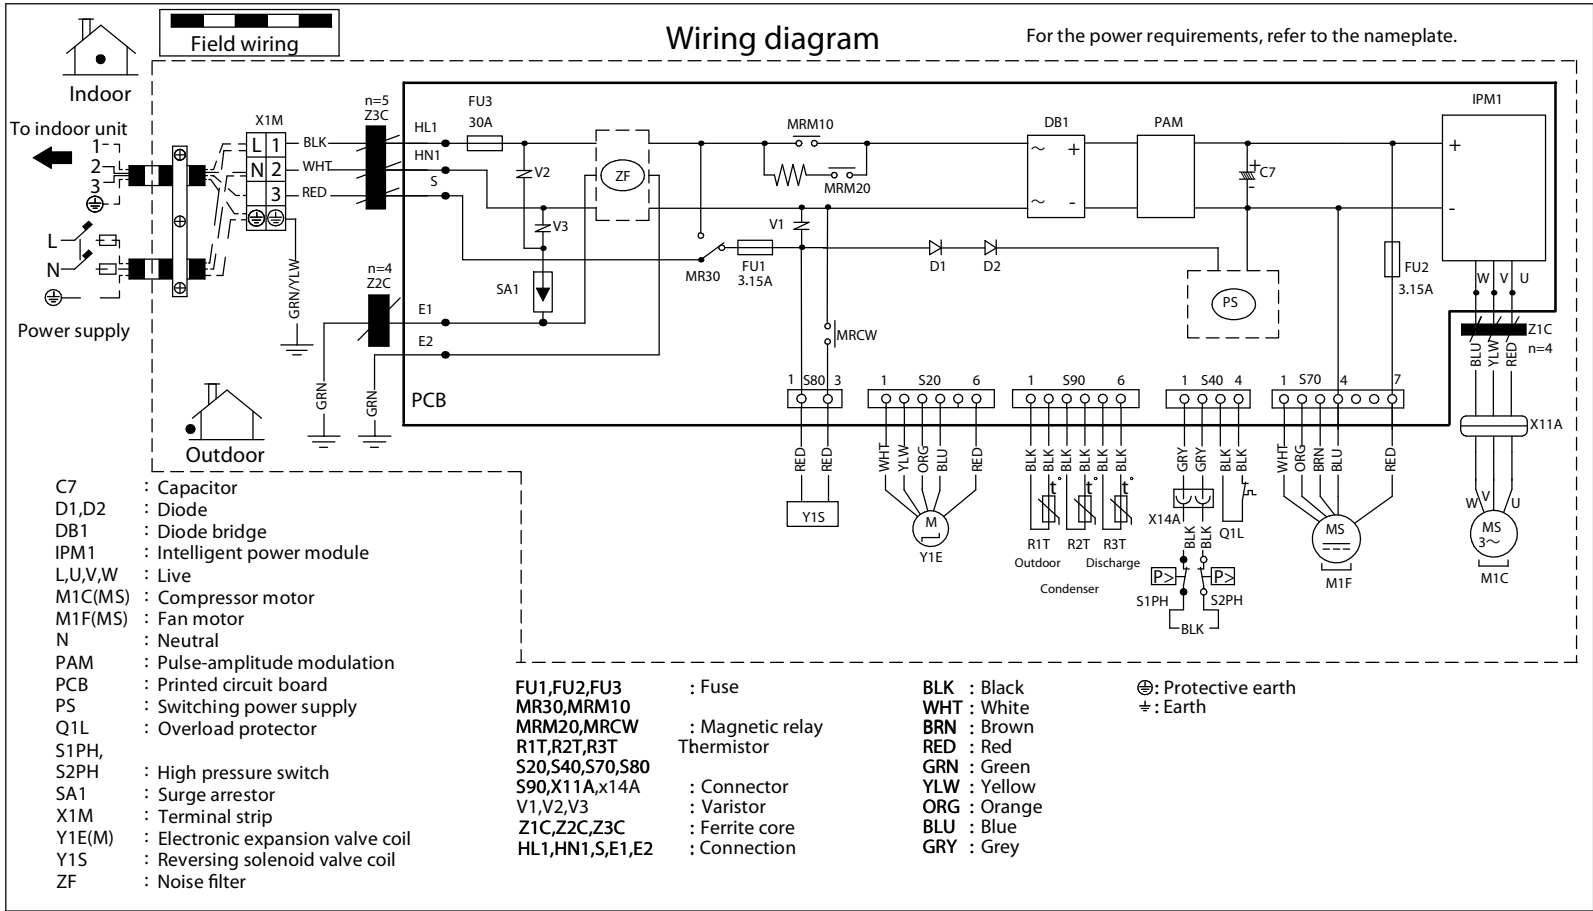 Wiring diagram
For the power requirements, refer to the nameplate.
Field wiring
Indoor
To indoor unit
1
2
3
L
N
Power supply
X1M
L 1
N 2
3
BLK
WHT
RED
GRN/YLW
n=5
Z3C
HL1
HN1
S
FU3
30A
V2
V3
ZF
SA1
n=4
Z2C
E1
E2
GRN
GRN
PCB
MRM10
MRM20
V1
MR30
FU1
3.15A
D1
D2
MRCW
DB1
~ +
~ -
PAM
+
C7
-
PS
FU2
3.15A
IPM1
+
-
W V U
Z1C
n=4
BLU
YLW
RED
X11A
W V U
MS
3~
M1C
1 S80 3
RED
RED
Y1S
1 S20 6
WHT
YLW
ORG
BLU
RED
M
Y1E
1 S90 6
BLK
BLK
BLK
BLK
BLK
BLK
t°
t°
t°
R1T
R2T
R3T
Outdoor
Discharge
Condenser
1 S40 4
GRY
GRY
BLK
BLK
X14A
Q1L
BLK
BLK
P>
P>
S1PH
S2PH
BLK
1 S70 4 7
WHT
ORG
BRN
BLU
RED
MS
M1F
Outdoor
C7 : Capacitor
D1,D2 : Diode
DB1 : Diode bridge
IPM1 : Intelligent power module
L,U,V,W : Live
M1C(MS) : Compressor motor
M1F(MS) : Fan motor
N : Neutral
PAM : Pulse-amplitude modulation
PCB : Printed circuit board
PS : Switching power supply
Q1L : Overload protector
S1PH,
S2PH : High pressure switch
SA1 : Surge arrestor
X1M : Terminal strip
Y1E(M) : Electronic expansion valve coil
Y1S : Reversing solenoid valve coil
ZF : Noise filter
FU1,FU2,FU3 : Fuse
MR30,MRM10
MRM20,MRCW : Magnetic relay
R1T,R2T,R3T : Thermistor
S20,S40,S70,S80
S90,X11A,x14A : Connector
V1,V2,V3 : Varistor
Z1C,Z2C,Z3C : Ferrite core
HL1,HN1,S,E1,E2 : Connection
BLK : Black
WHT : White
BRN : Brown
RED : Red
GRN : Green
YLW : Yellow
ORG : Orange
BLU : Blue
GRY : Grey
: Protective earth
: Earth